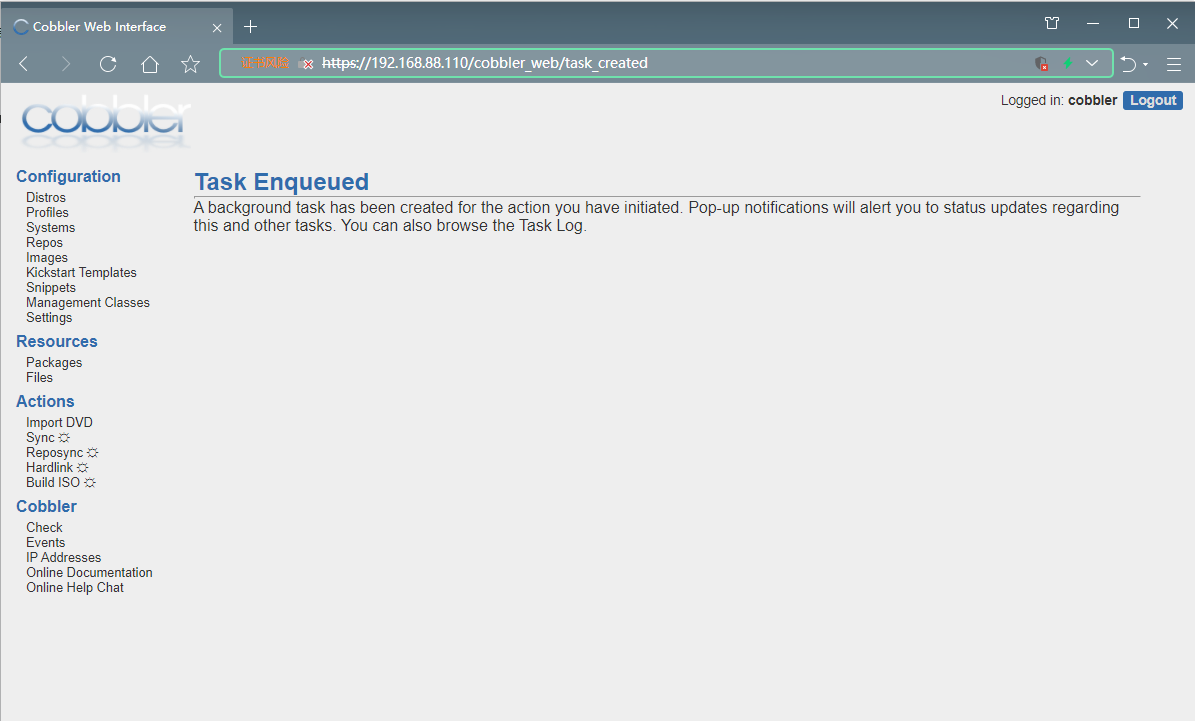 Cobbler Web Interface
证书风险 https://192.168.88.110/cobbler_web/task_created
cobbler
Logged in: cobbler Logout
Configuration
Distros
Profiles
Systems
Repos
Images
Kickstart Templates
Snippets
Management Classes
Settings
Resources
Packages
Files
Actions
Import DVD
Sync
Reposync
Hardlink
Build ISO
Cobbler
Check
Events
IP Addresses
Online Documentation
Online Help Chat
Task Enqueued
A background task has been created for the action you have initiated. Pop-up notifications will alert you to status updates regarding
this and other tasks. You can also browse the Task Log.